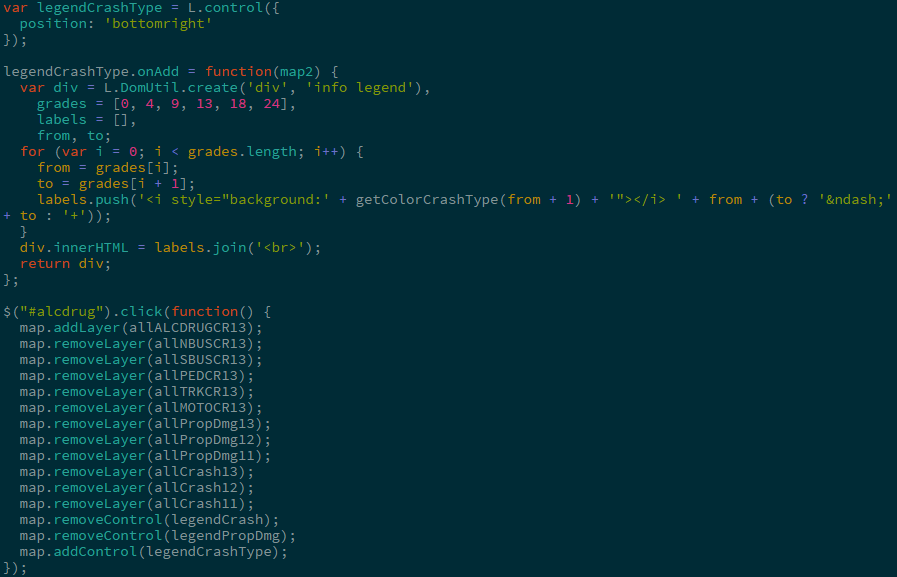 var legendCrashType = L.control({
  position: 'bottomright'
});

legendCrashType.onAdd = function(map2) {
  var div = L.DomUtil.create('div', 'info legend'),
    grades = [0, 4, 9, 13, 18, 24],
    labels = [],
    from, to;
  for (var i = 0; i < grades.length; i++) {
    from = grades[i];
    to = grades[i + 1];
    labels.push('<i style="background:' + getColorCrashType(from + 1) + '"></i> ' + from + (to ? '&ndash;'
+ to : '+'));
  }
  div.innerHTML = labels.join('<br>');
  return div;
};

$("#alcdrug").click(function() {
  map.addLayer(allALCDRUGCR13);
  map.removeLayer(allNBUSCR13);
  map.removeLayer(allSBUSCR13);
  map.removeLayer(allPEDCR13);
  map.removeLayer(allTRKCR13);
  map.removeLayer(allMOTOCR13);
  map.removeLayer(allPropDmg13);
  map.removeLayer(allPropDmg12);
  map.removeLayer(allPropDmg11);
  map.removeLayer(allCrash13);
  map.removeLayer(allCrash12);
  map.removeLayer(allCrash11);
  map.removeControl(legendCrash);
  map.removeControl(legendPropDmg);
  map.addControl(legendCrashType);
});